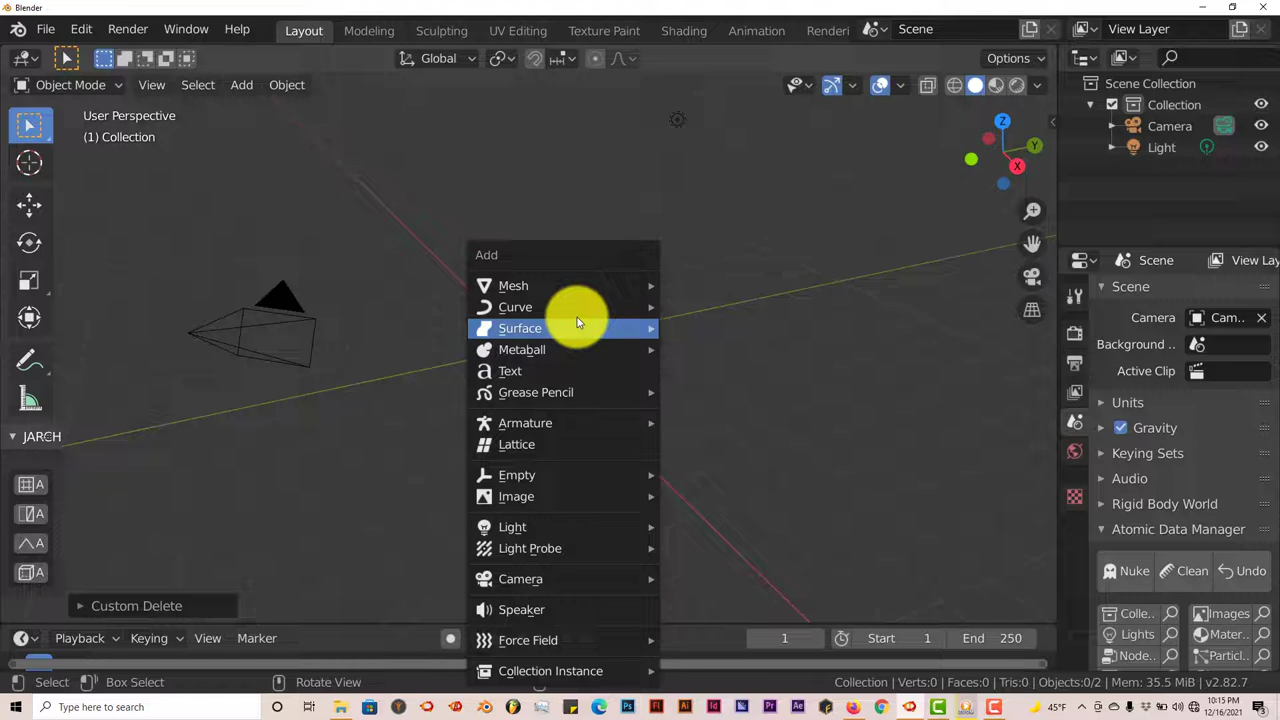 Blender
File Edit Render Window Help Layout Modeling Sculpting UV Editing Texture Paint Shading Animation Renderi Scene View Layer
Global Options
Object Mode View Select Add Object
User Perspective
(1) Collection
Z
Y
X
Scene Collection
Collection
Camera
Light
Add
Mesh
Curve
Surface
Metaball
Text
Grease Pencil
Armature
Lattice
Empty
Image
Light
Light Probe
Camera
Speaker
Force Field
Collection Instance
JARCH
A
A
A
A
Custom Delete
Scene View Lay
Scene
Camera Cam..
Background ..
Active Clip
Units
Gravity
Keying Sets
Audio
Rigid Body World
Atomic Data Manager
Nuke Clean Undo
Colle.. Images
Lights Mater..
Node.. Particl..
Playback Keying View Marker 1 Start 1 End 250
Select Box Select Rotate View Collection | Verts:0 | Faces:0 | Tris:0 | Objects:0/2 | Mem: 35.5 MiB | v2.82.7
Type here to search 45°F 10:15 PM
12/16/2021